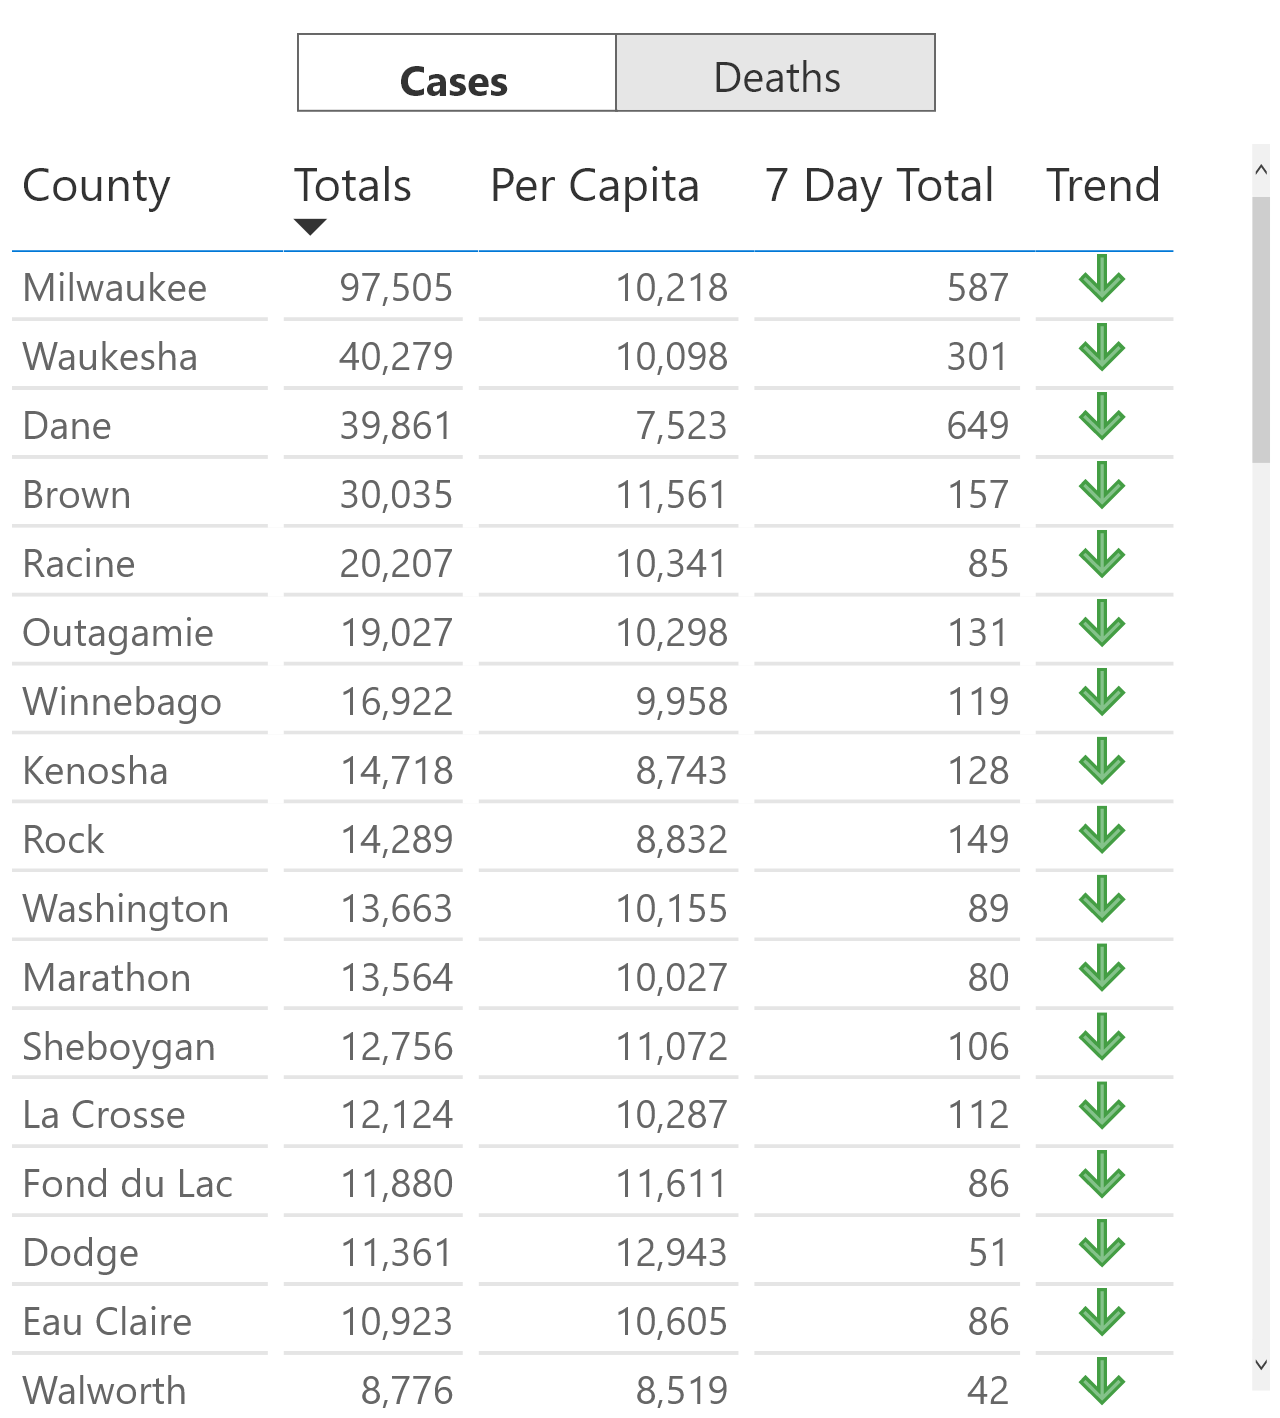 Cases Deaths
County Totals Per Capita 7 Day Total Trend
Milwaukee 97,505 10,218 587
Waukesha 40,279 10,098 301
Dane 39,861 7,523 649
Brown 30,035 11,561 157
Racine 20,207 10,341 85
Outagamie 19,027 10,298 131
Winnebago 16,922 9,958 119
Kenosha 14,718 8,743 128
Rock 14,289 8,832 149
Washington 13,663 10,155 89
Marathon 13,564 10,027 80
Sheboygan 12,756 11,072 106
La Crosse 12,124 10,287 112
Fond du Lac 11,880 11,611 86
Dodge 11,361 12,943 51
Eau Claire 10,923 10,605 86
Walworth 8,776 8,519 42